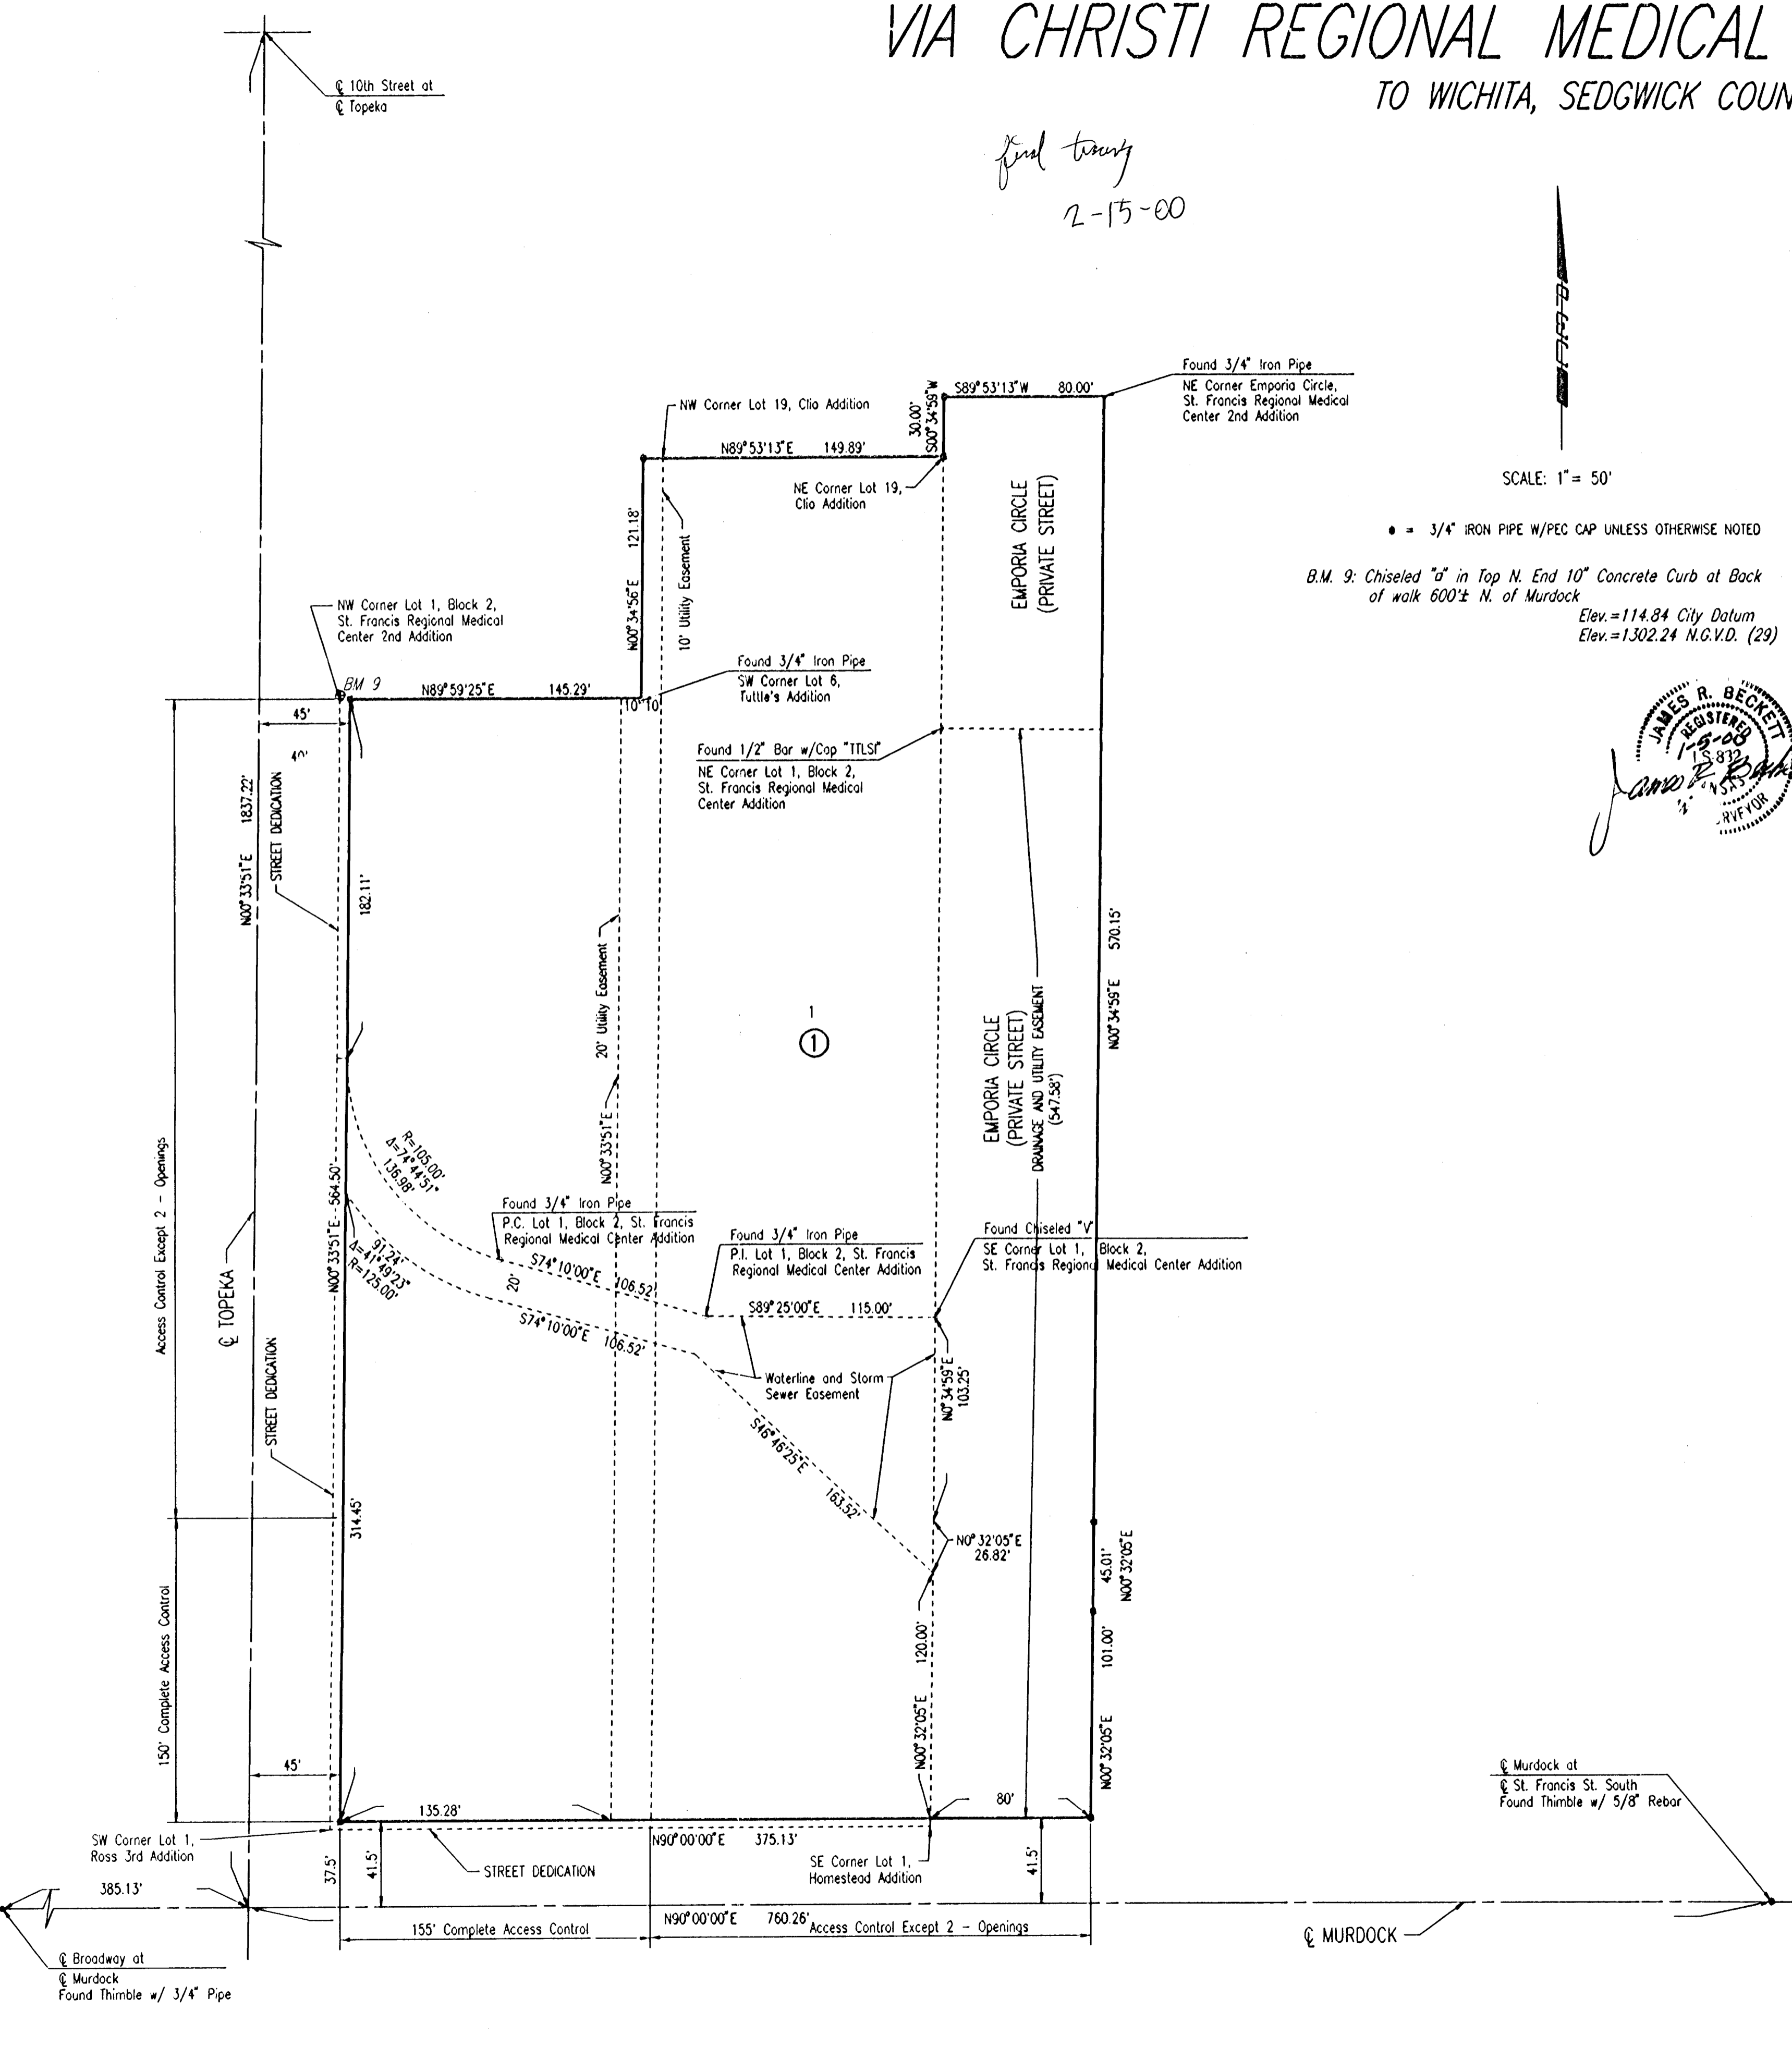 VIA CHRISTI REGIONAL MEDICAL
TO WICHITA, SEDGWICK COUN
2-15-00
℄ 10th Street at
℄ Topeka
SCALE: 1" = 50'
= 3/4" IRON PIPE W/PEC CAP UNLESS OTHERWISE NOTED
B.M. 9: Chiseled "□" in Top N. End 10" Concrete Curb at Back
of walk 600'± N. of Murdock
Elev.=114.84 City Datum
Elev.=1302.24 N.G.V.D. (29)
JAMES R. BECKETT
REGISTERED
1-5-00
LS 832
Found 3/4" Iron Pipe
NE Corner Emporia Circle,
St. Francis Regional Medical
Center 2nd Addition
S89°53'13"W 80.00'
30.00'
S00°34'59"W
NW Corner Lot 19, Clio Addition
N89°53'13"E 149.89'
NE Corner Lot 19,
Clio Addition
EMPORIA CIRCLE
(PRIVATE STREET)
N00°34'56"E 121.18'
10' Utility Easement
NW Corner Lot 1, Block 2,
St. Francis Regional Medical
Center 2nd Addition
BM 9
N89°59'25"E 145.29'
Found 3/4" Iron Pipe
SW Corner Lot 6,
Tuttle's Addition
10' 10'
45'
40'
Found 1/2" Bar w/Cap "TTLSI"
NE Corner Lot 1, Block 2,
St. Francis Regional Medical
Center Addition
N00°33'51"E 1837.22'
STREET DEDICATION
182.11'
20' Utility Easement
N00°33'51"E
1
1
EMPORIA CIRCLE
(PRIVATE STREET)
DRAINAGE AND UTILITY EASEMENT
(547.58')
N00°34'59"E 570.15'
Access Control Except 2 - Openings
℄ TOPEKA
N00°33'51"E 564.50'
R=105.00'
Δ=74°44'51"
136.98'
91.24'
Δ=41°49'23"
R=125.00'
Found 3/4" Iron Pipe
P.C. Lot 1, Block 2, St. Francis
Regional Medical Center Addition
S74°10'00"E 106.52'
20'
S74°10'00"E 106.52'
Found 3/4" Iron Pipe
P.I. Lot 1, Block 2, St. Francis
Regional Medical Center Addition
S89°25'00"E 115.00'
Found Chiseled "V"
SE Corner Lot 1, Block 2,
St. Francis Regional Medical Center Addition
Waterline and Storm
Sewer Easement
N0°34'59"E
103.25'
S46°46'25"E 163.52'
STREET DEDICATION
314.45'
N0°32'05"E
26.82'
45.01'
N00°32'05"E
150' Complete Access Control
N00°32'05"E 120.00'
N00°32'05"E 101.00'
45'
135.28'
80'
SW Corner Lot 1,
Ross 3rd Addition
N90°00'00"E 375.13'
37.5'
41.5'
STREET DEDICATION
SE Corner Lot 1,
Homestead Addition
41.5'
385.13'
N90°00'00"E 760.26'
155' Complete Access Control
Access Control Except 2 - Openings
℄ MURDOCK
℄ Murdock at
℄ St. Francis St. South
Found Thimble w/ 5/8" Rebar
℄ Broadway at
℄ Murdock
Found Thimble w/ 3/4" Pipe